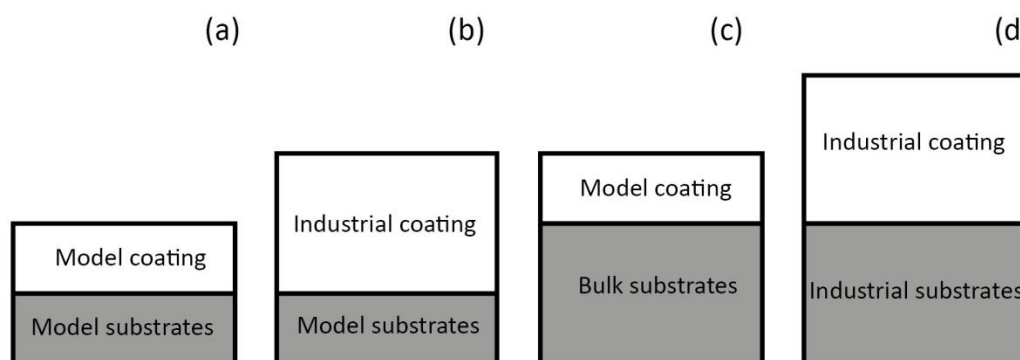 (a) (b) (c) (d
Industrial coating
Model coating
Industrial coating
Model coating
Bulk substrates
Industrial substrates
Model substrates
Model substrates